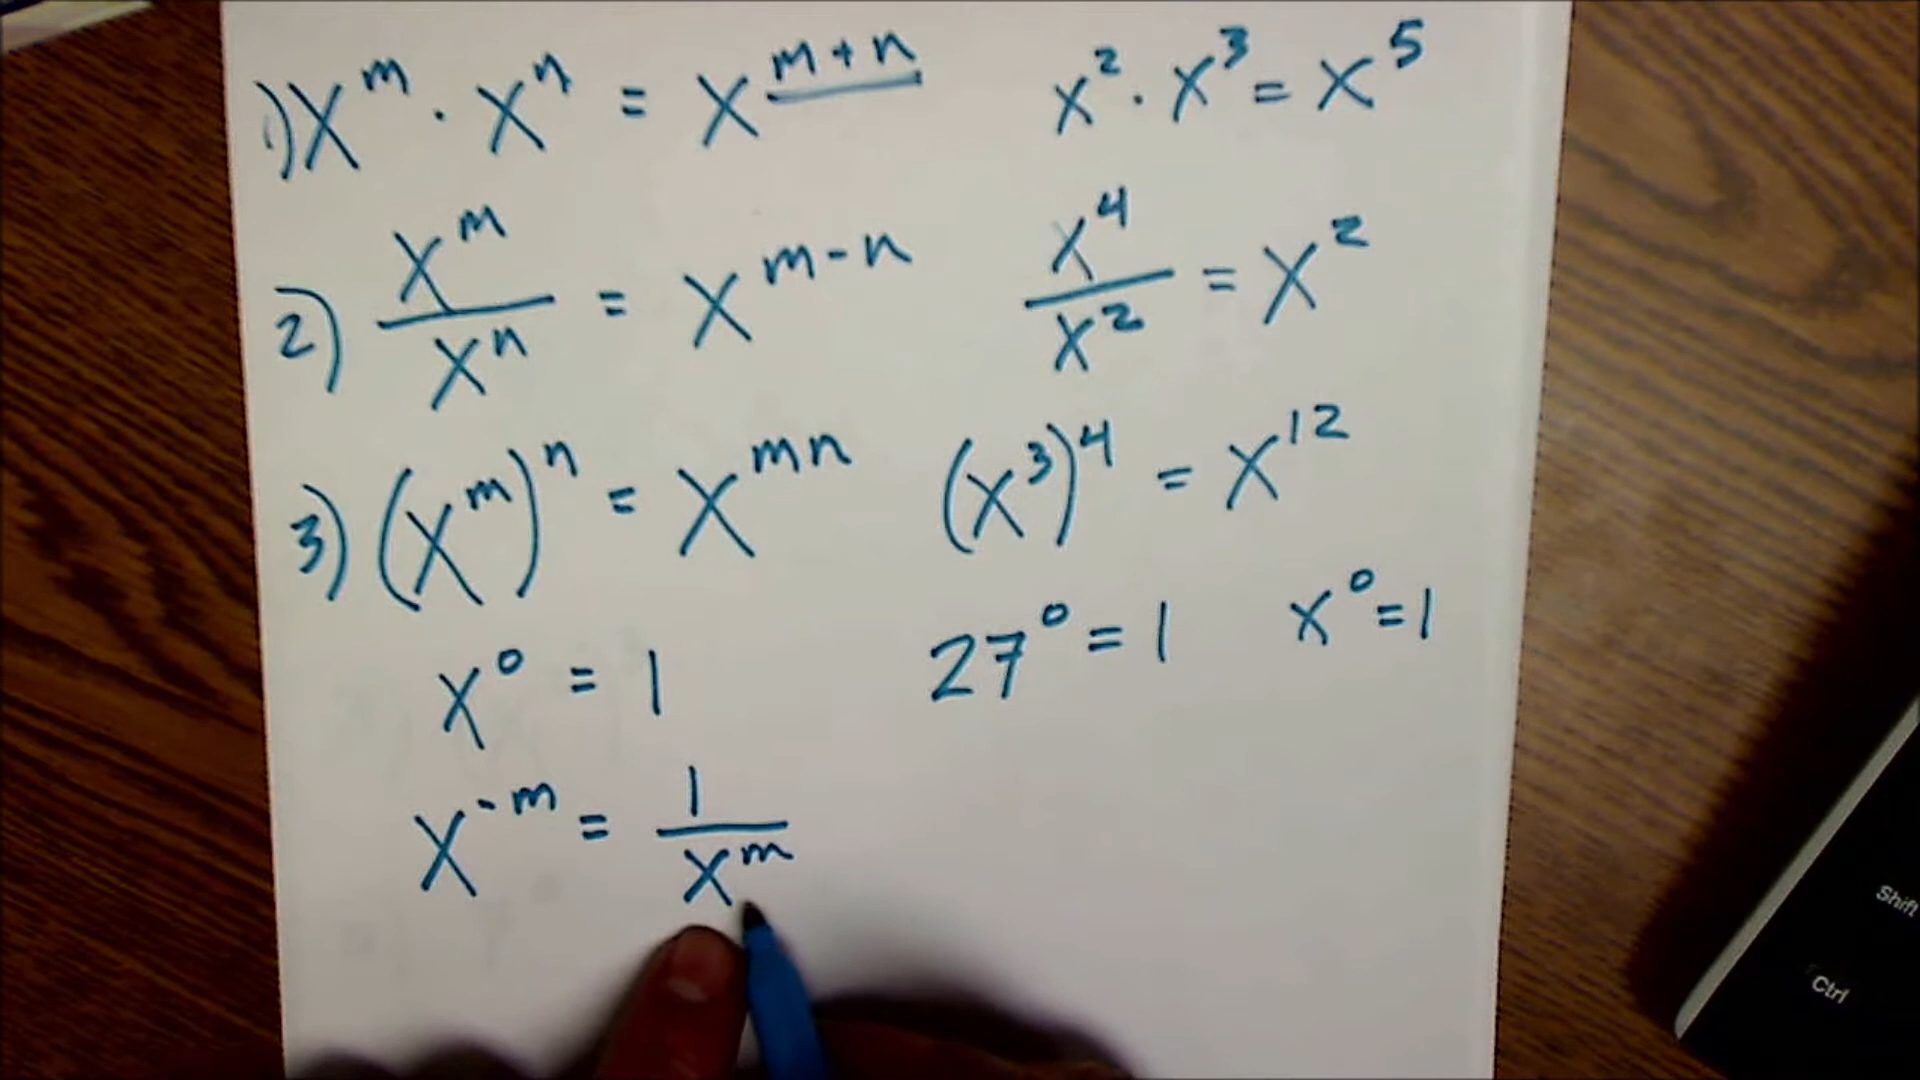 1) x^m · x^n = x^(m+n)   x^2 · x^3 = x^5
2) x^m / x^n = x^(m-n)   x^4 / x^2 = x^2
3) (x^m)^n = x^(mn)   (x^3)^4 = x^12
x^0 = 1   27^0 = 1   x^0 = 1
x^(-m) = 1 / x^m
Shift
Ctrl